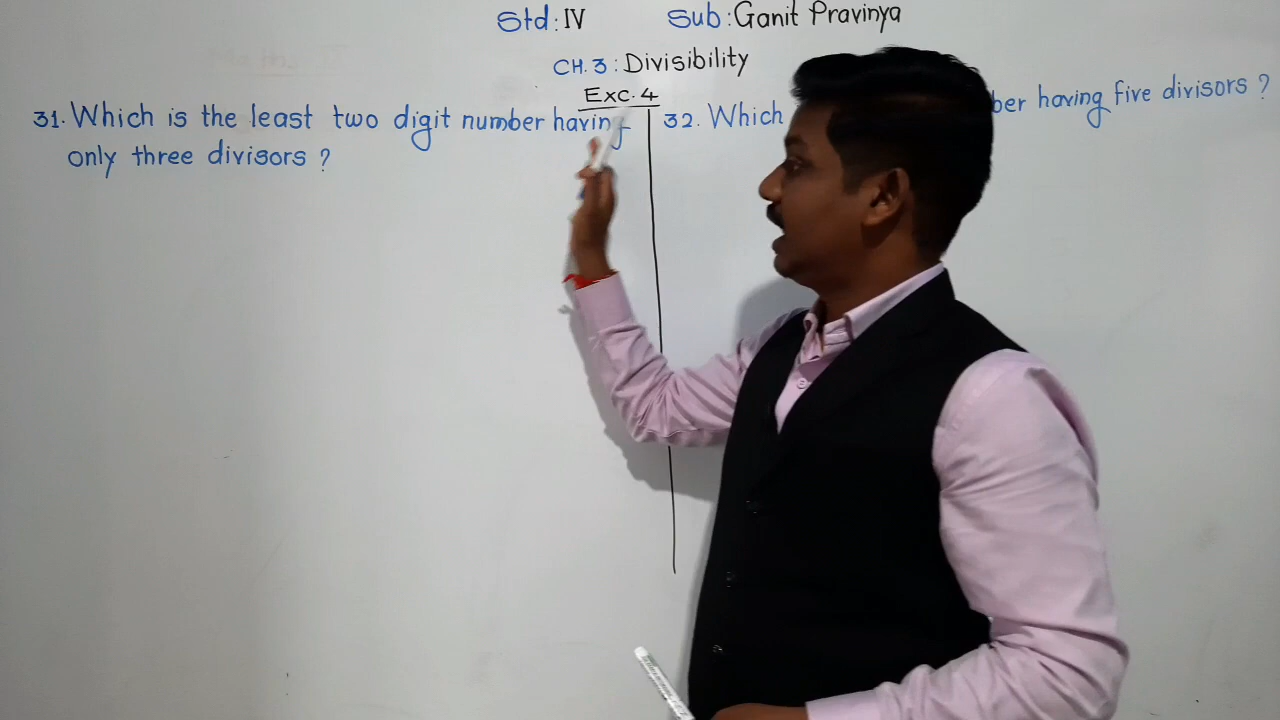 Std : IV Sub : Ganit Pravinya
CH. 3 : Divisibility
Exc. 4
31. Which is the least two digit number having
only three divisors ?
32. Which ber having five divisors ?